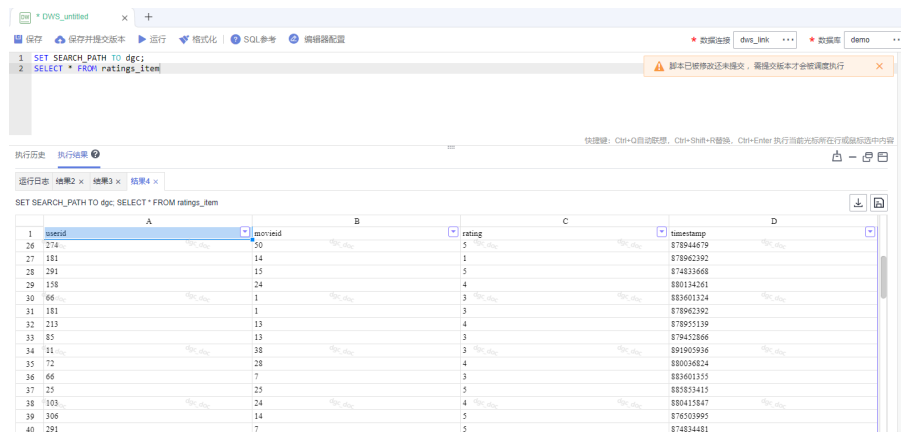 DW * DWS_untitled × +
保存 保存并提交版本 运行 格式化 SQL参考 编辑器配置 * 数据连接 dws_link ··· * 数据库 demo ··
1 SET SEARCH_PATH TO dgc;
2 SELECT * FROM ratings_item
脚本已被修改还未提交，需提交版本才会被调度执行 ×
快捷键：Ctrl+Q自动联想，Ctrl+Shift+R替换，Ctrl+Enter 执行当前光标所在行或鼠标选中内容
执行历史 执行结果 ?
运行日志 结果2 × 结果3 × 结果4 ×
SET SEARCH_PATH TO dgc; SELECT * FROM ratings_item
A B C D
1 userid movieid rating timestamp
26 274 50 5 878944679
27 181 14 1 878962392
28 291 15 5 874833668
29 158 24 4 880134261
30 66 1 3 883601324
31 181 1 3 878962392
32 213 13 4 878955139
33 85 13 3 879452866
34 11 38 3 891905936
35 72 28 4 880036824
36 66 7 3 883601355
37 25 25 5 885853415
38 103 24 4 880415847
39 306 14 5 876503995
40 291 7 5 874834481